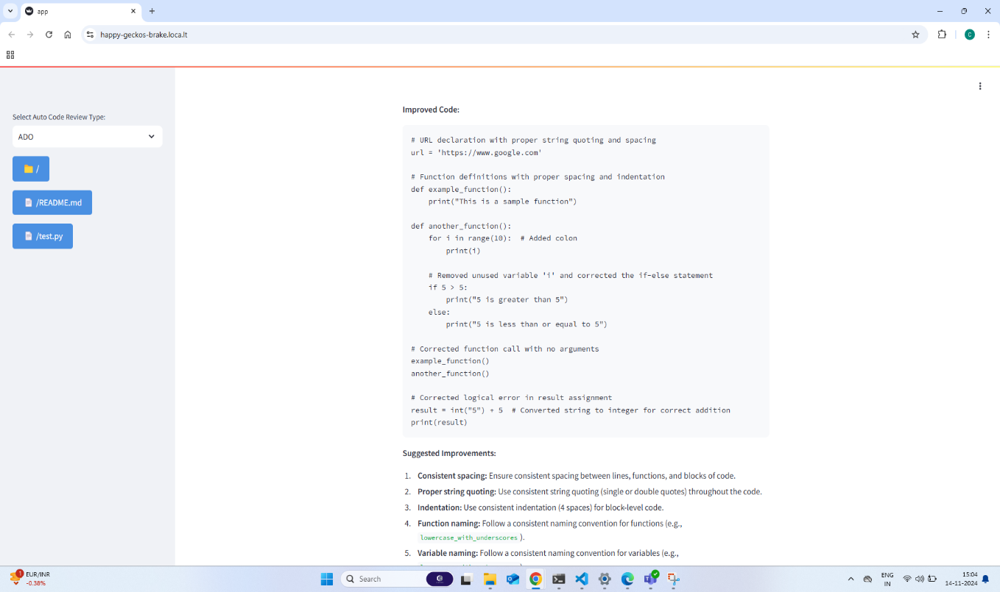 app
happy-geckos-brake.loca.lt
C
Select Auto Code Review Type:
ADO
/
/README.md
/test.py
Improved Code:
# URL declaration with proper string quoting and spacing
url = 'https://www.google.com'
# Function definitions with proper spacing and indentation
def example_function():
    print("This is a sample function")
def another_function():
    for i in range(10):  # Added colon
        print(i)
    # Removed unused variable 'i' and corrected the if-else statement
    if 5 > 5:
        print("5 is greater than 5")
    else:
        print("5 is less than or equal to 5")
# Corrected function call with no arguments
example_function()
another_function()
# Corrected logical error in result assignment
result = int("5") + 5  # Converted string to integer for correct addition
print(result)
Suggested Improvements:
1. Consistent spacing: Ensure consistent spacing between lines, functions, and blocks of code.
2. Proper string quoting: Use consistent string quoting (single or double quotes) throughout the code.
3. Indentation: Use consistent indentation (4 spaces) for block-level code.
4. Function naming: Follow a consistent naming convention for functions (e.g.,
lowercase_with_underscores ).
5. Variable naming: Follow a consistent naming convention for variables (e.g.,
1
EUR/INR
-0.38%
Search
ENG
IN
15:04
14-11-2024